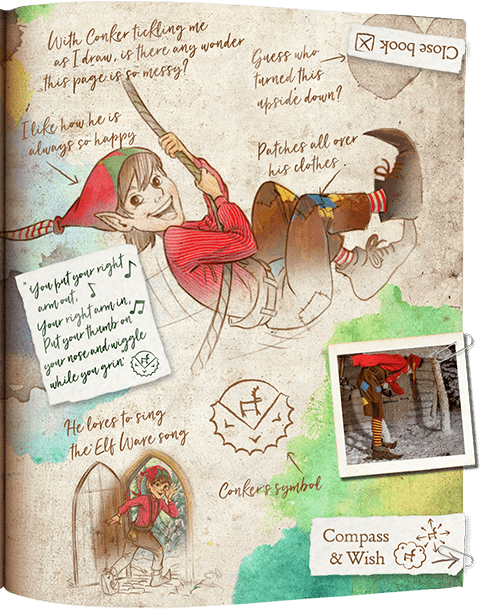 With Conker tickling me
as I draw, is there any wonder
this page is so messy?
Guess who
turned this
upside down?
Close book
I like how he is
always so happy
Patches all over
his clothes.
"You put your right
arm out,
Your right arm in,
Put your thumb on
your nose and wiggle
while you grin"
He loves to sing
the Elf Wave song
Conker's symbol
Compass
& Wish